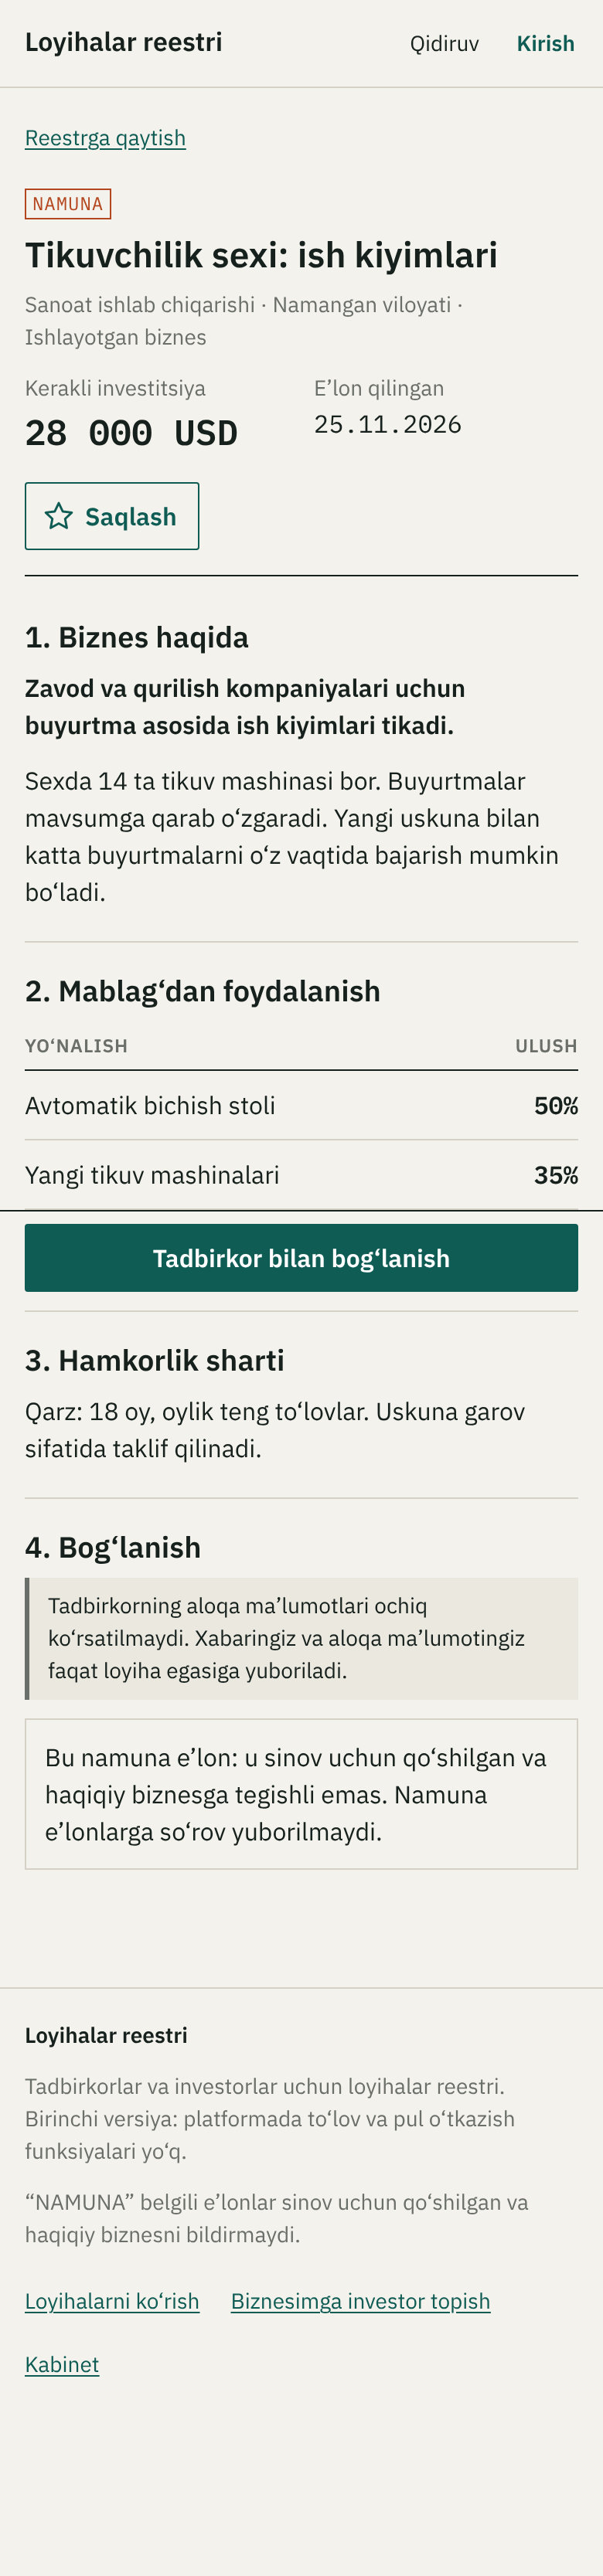 Loyihalar reestri
Qidiruv
Kirish
Reestrga qaytish
NAMUNA
Tikuvchilik sexi: ish kiyimlari
Sanoat ishlab chiqarishi · Namangan viloyati ·
Ishlayotgan biznes
Kerakli investitsiya
28 000 USD
E’lon qilingan
25.11.2026
Saqlash
1. Biznes haqida
Zavod va qurilish kompaniyalari uchun
buyurtma asosida ish kiyimlari tikadi.
Sexda 14 ta tikuv mashinasi bor. Buyurtmalar
mavsumga qarab o‘zgaradi. Yangi uskuna bilan
katta buyurtmalarni o‘z vaqtida bajarish mumkin
bo‘ladi.
2. Mablag‘dan foydalanish
YO‘NALISH ULUSH
Avtomatik bichish stoli 50%
Yangi tikuv mashinalari 35%
Tadbirkor bilan bog‘lanish
3. Hamkorlik sharti
Qarz: 18 oy, oylik teng to‘lovlar. Uskuna garov
sifatida taklif qilinadi.
4. Bog‘lanish
Tadbirkorning aloqa ma’lumotlari ochiq
ko‘rsatilmaydi. Xabaringiz va aloqa ma’lumotingiz
faqat loyiha egasiga yuboriladi.
Bu namuna e’lon: u sinov uchun qo‘shilgan va
haqiqiy biznesga tegishli emas. Namuna
e’lonlarga so‘rov yuborilmaydi.
Loyihalar reestri
Tadbirkorlar va investorlar uchun loyihalar reestri.
Birinchi versiya: platformada to‘lov va pul o‘tkazish
funksiyalari yo‘q.
“NAMUNA” belgili e’lonlar sinov uchun qo‘shilgan va
haqiqiy biznesni bildirmaydi.
Loyihalarni ko‘rish Biznesimga investor topish
Kabinet